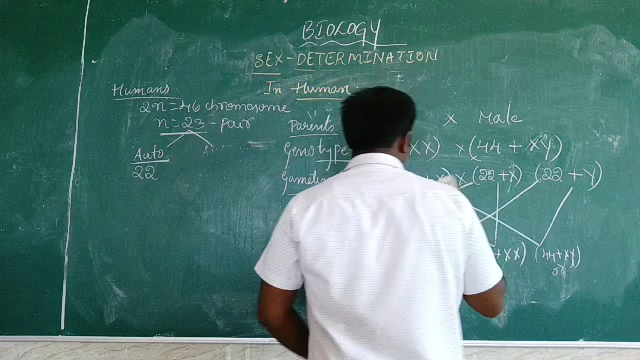 BIOLOGY
SEX-DETERMINATION
In Human
Humans.
2n=46 chromosome
n=23-pair
Auto
22
Parents x Male
Genotype XX) x (44 + XY)
Gamete x) x (22+X) (22+Y)
+XX) (44+XY)